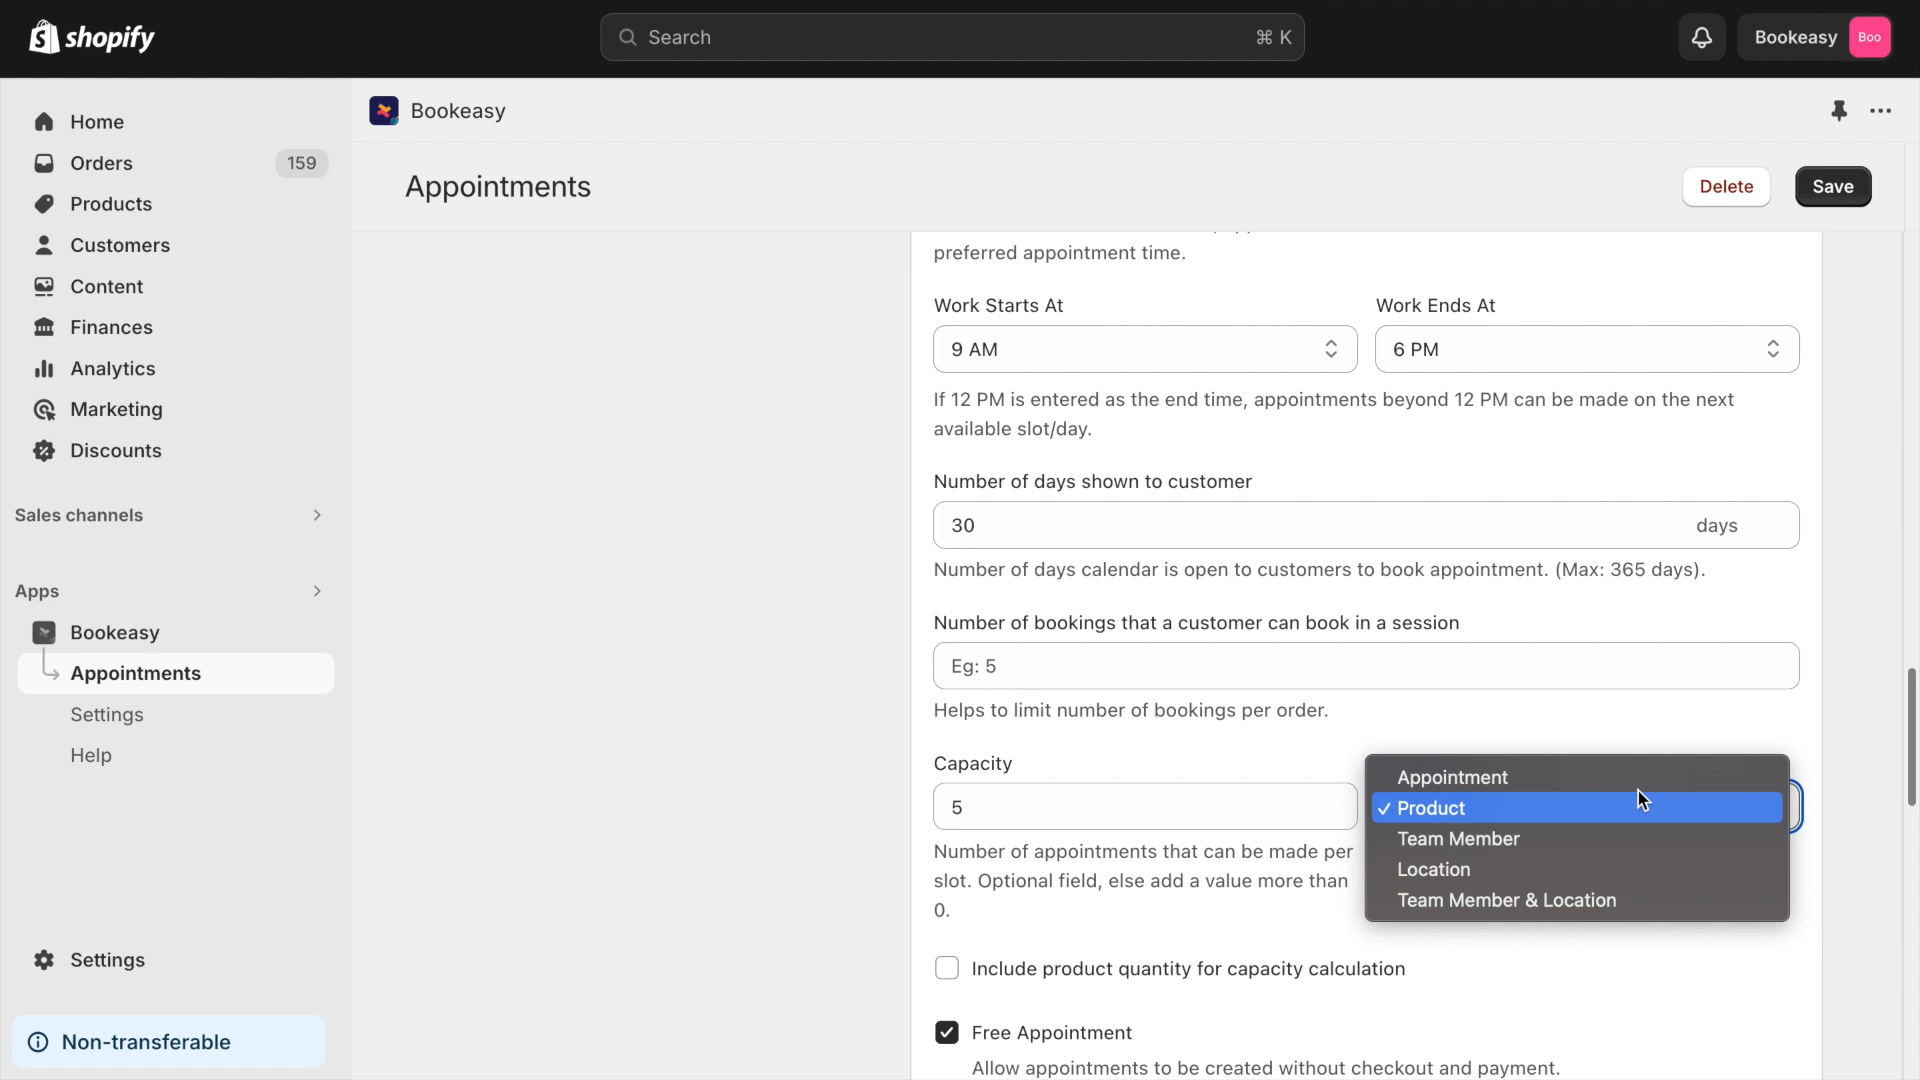 shopify
Search
⌘ K
Bookeasy
Boo
Home
Orders
159
Products
Customers
Content
Finances
Analytics
Marketing
Discounts
Sales channels
Apps
Bookeasy
Appointments
Settings
Help
Settings
Non-transferable
Bookeasy
Appointments
Delete
Save
preferred appointment time.
Work Starts At
Work Ends At
9 AM
6 PM
If 12 PM is entered as the end time, appointments beyond 12 PM can be made on the next
available slot/day.
Number of days shown to customer
30
days
Number of days calendar is open to customers to book appointment. (Max: 365 days).
Number of bookings that a customer can book in a session
Eg: 5
Helps to limit number of bookings per order.
Capacity
5
Number of appointments that can be made per
slot. Optional field, else add a value more than
0.
Appointment
✓ Product
Team Member
Location
Team Member & Location
Include product quantity for capacity calculation
Free Appointment
Allow appointments to be created without checkout and payment.